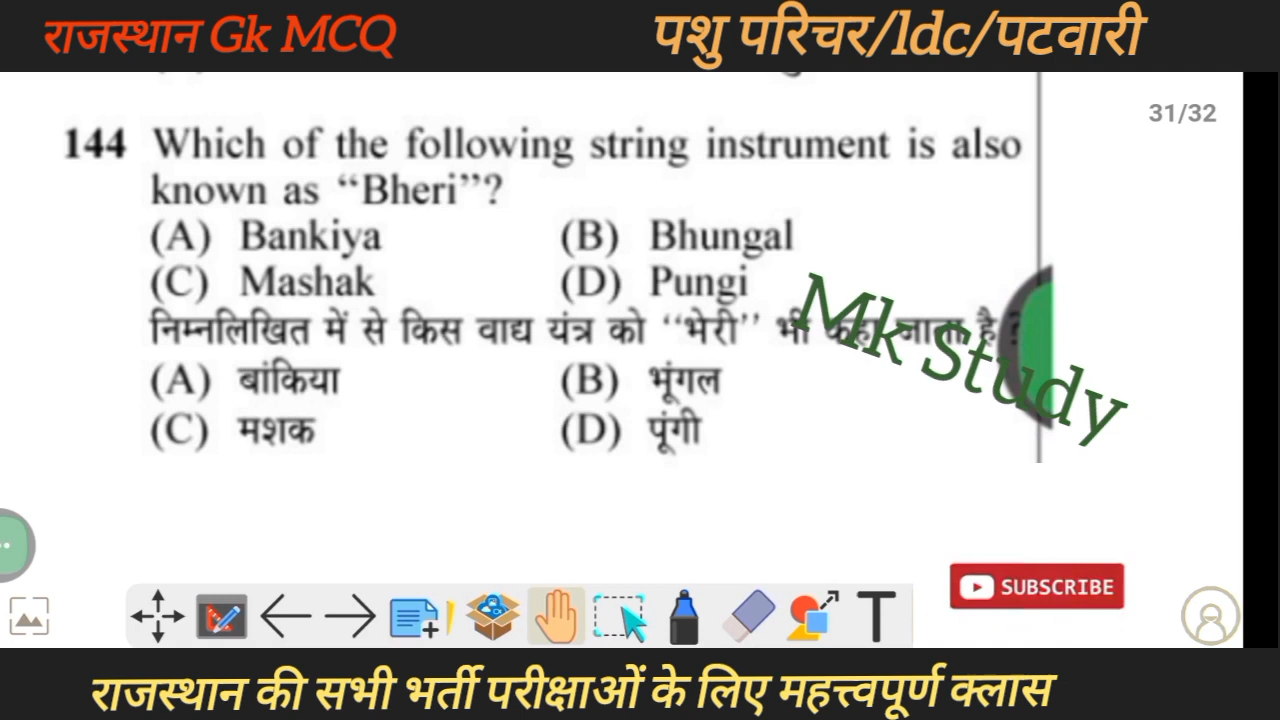 राजस्थान Gk MCQ
पशु परिचर/ldc/पटवारी
31/32
144 Which of the following string instrument is also
known as "Bheri"?
(A) Bankiya (B) Bhungal
(C) Mashak (D) Pungi
निम्नलिखित में से किस वाद्य यंत्र को "भेरी" भी कहा जाता है ?
(A) बांकिया (B) भूंगल
(C) मशक (D) पूंगी
Mk Study
SUBSCRIBE
T
राजस्थान की सभी भर्ती परीक्षाओं के लिए महत्त्वपूर्ण क्लास